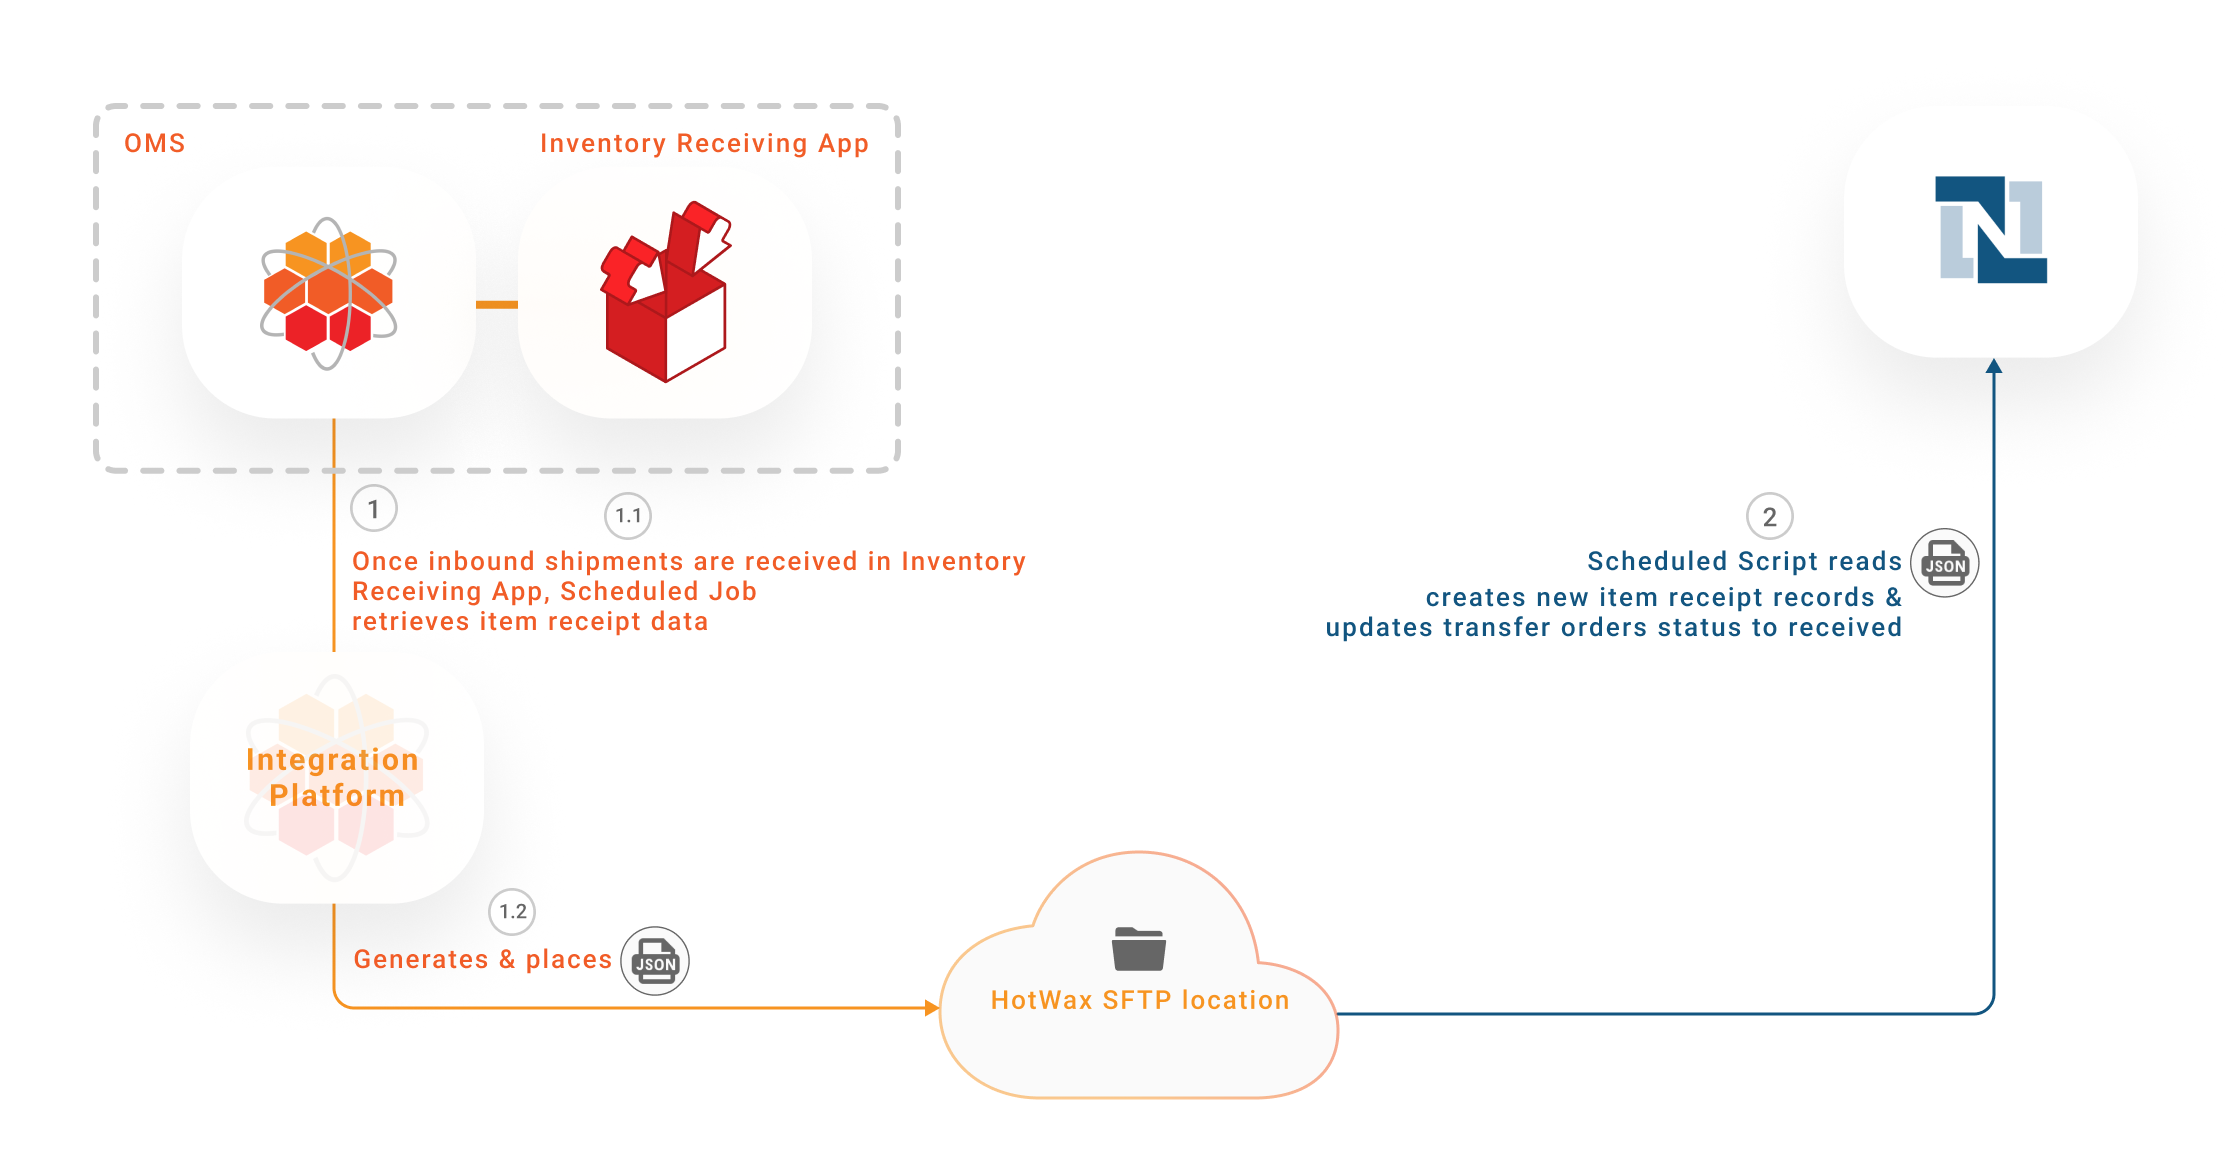 OMS
Inventory Receiving App
N
1
1.1
Once inbound shipments are received in Inventory
Receiving App, Scheduled Job
retrieves item receipt data
2
Scheduled Script reads
JSON
creates new item receipt records &
updates transfer orders status to received
Integration
Platform
1.2
Generates & places
JSON
HotWax SFTP location